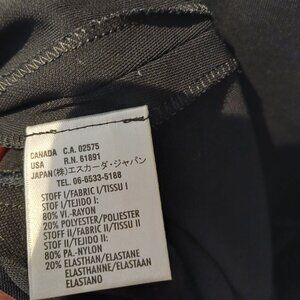 CANADA C.A. 02575
USA R.N. 61891
JAPAN(株)エスカーダ・ジャパン
TEL. 06-6533-5188
STOFF I/FABRIC I/TISSU I
I/TEJIDO I:
80% VI.-RAYON
20% POLYESTER/POLIESTER
STOFF II/FABRIC II/TISSU II
II/TEJIDO II:
80% PA.-NYLON
20% ELASTHAN/ELASTANE
ELASTHANNE/ELASTAAN
ELASTANO